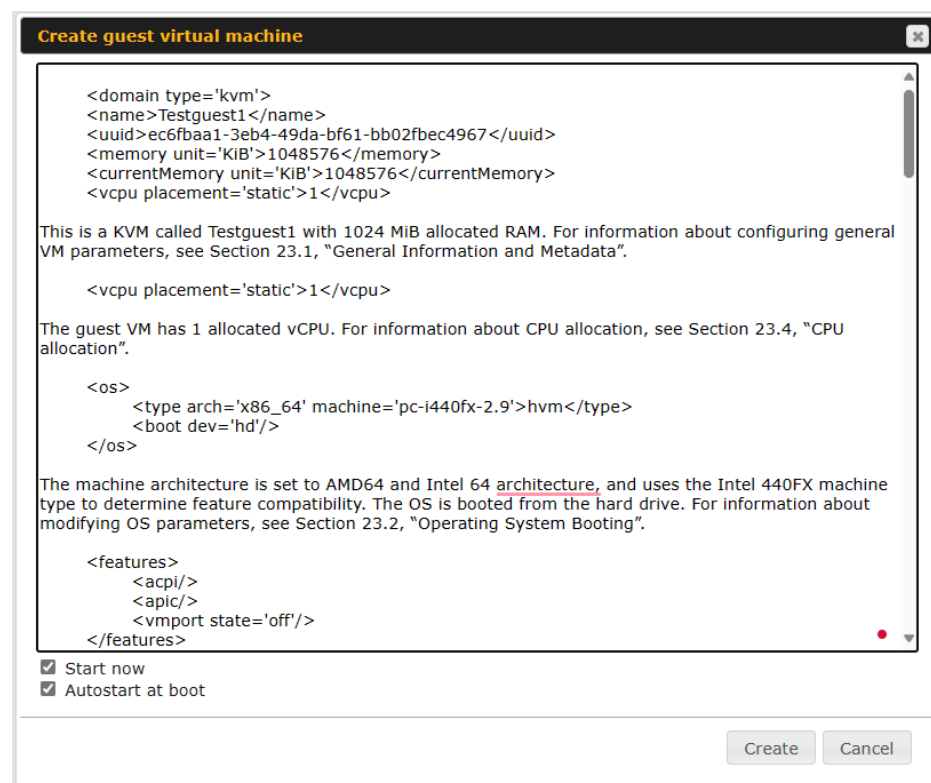 Create guest virtual machine
<domain type='kvm'>
<name>Testguest1</name>
<uuid>ec6fbaa1-3eb4-49da-bf61-bb02fbec4967</uuid>
<memory unit='KiB'>1048576</memory>
<currentMemory unit='KiB'>1048576</currentMemory>
<vcpu placement='static'>1</vcpu>
This is a KVM called Testguest1 with 1024 MiB allocated RAM. For information about configuring general
VM parameters, see Section 23.1, “General Information and Metadata”.
<vcpu placement='static'>1</vcpu>
The guest VM has 1 allocated vCPU. For information about CPU allocation, see Section 23.4, “CPU
allocation”.
<os>
<type arch='x86_64' machine='pc-i440fx-2.9'>hvm</type>
<boot dev='hd'/>
</os>
The machine architecture is set to AMD64 and Intel 64 architecture, and uses the Intel 440FX machine
type to determine feature compatibility. The OS is booted from the hard drive. For information about
modifying OS parameters, see Section 23.2, “Operating System Booting”.
<features>
<acpi/>
<apic/>
<vmport state='off'/>
</features>
Start now
Autostart at boot
Create Cancel